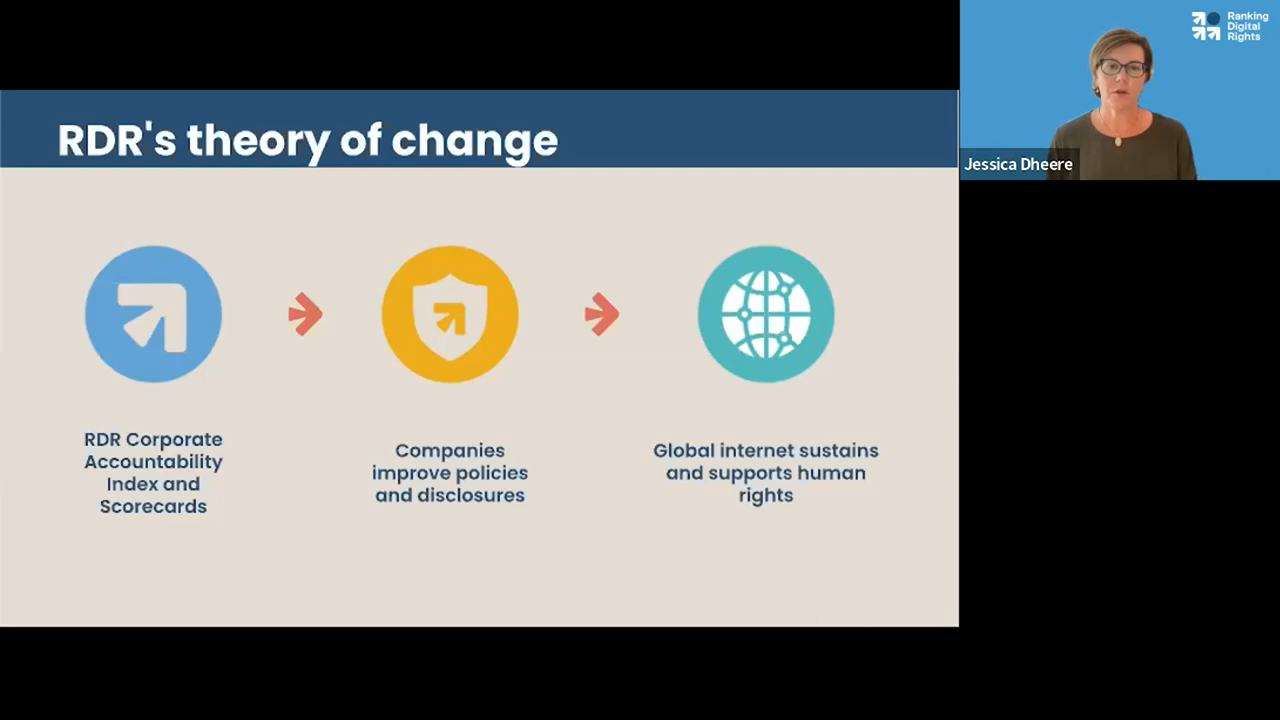 RDR's theory of change
RDR Corporate
Accountability
Index and
Scorecards
Companies
improve policies
and disclosures
Global internet sustains
and supports human
rights
Ranking
Digital
Rights
Jessica Dheere